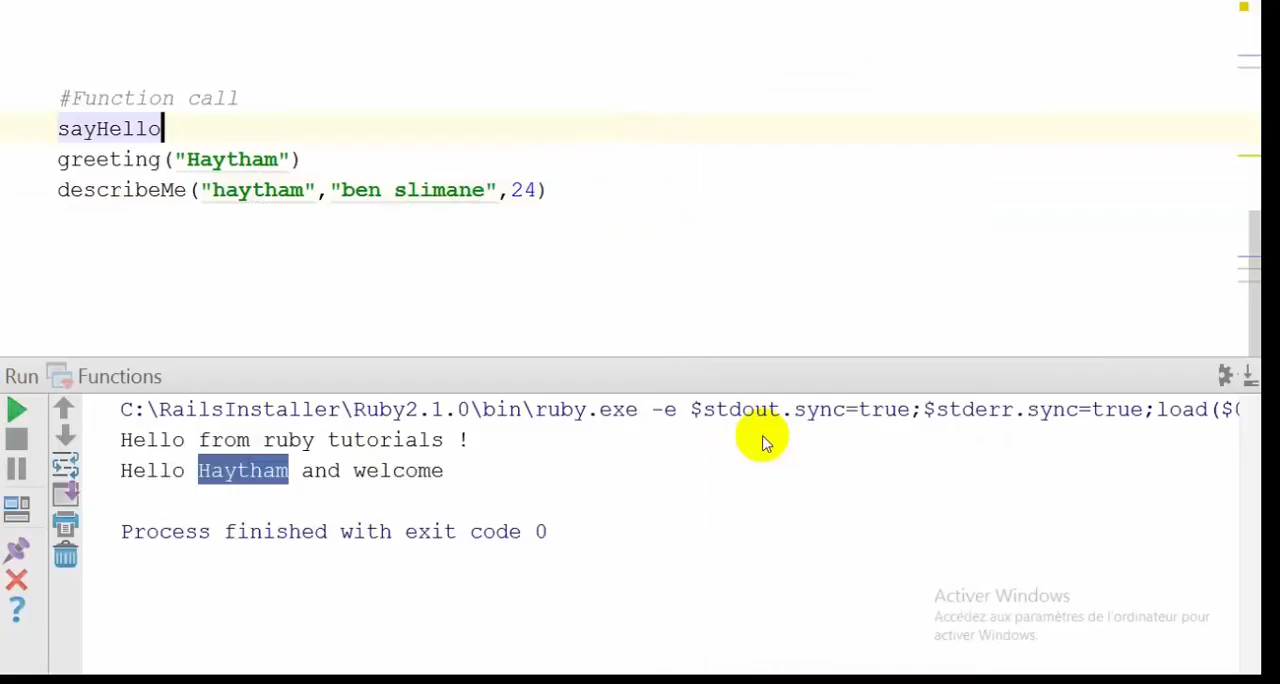 #Function call
sayHello
greeting("Haytham")
describeMe("haytham","ben slimane",24)
Run Functions
C:\RailsInstaller\Ruby2.1.0\bin\ruby.exe -e $stdout.sync=true;$stderr.sync=true;load($
Hello from ruby tutorials !
Hello Haytham and welcome
Process finished with exit code 0
Activer Windows
Accédez aux paramètres de l'ordinateur pour
activer Windows.